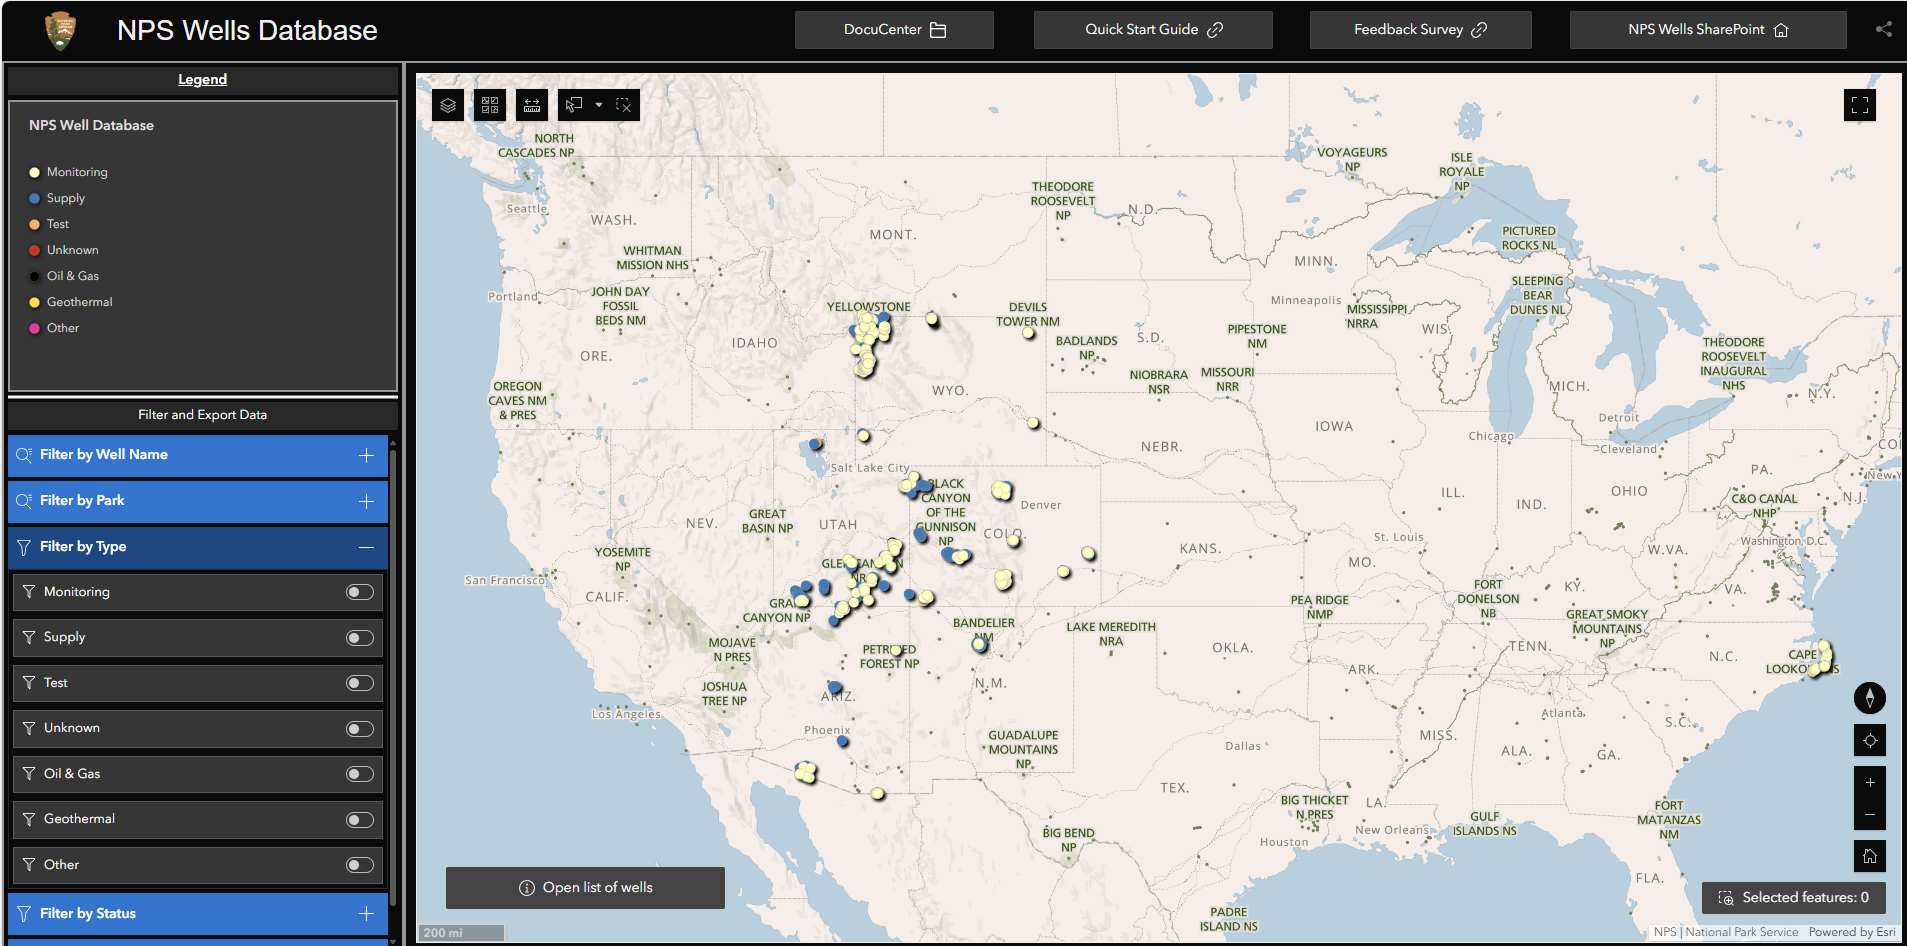 NPS Wells Database
DocuCenter
Quick Start Guide
Feedback Survey
NPS Wells SharePoint
Legend
NPS Well Database
Monitoring
Supply
Test
Unknown
Oil & Gas
Geothermal
Other
Filter and Export Data
Filter by Well Name
Filter by Park
Filter by Type
Monitoring
Supply
Test
Unknown
Oil & Gas
Geothermal
Other
Filter by Status
NORTH
CASCADES NP
Seattle
WASH.
WHITMAN
MISSION NHS
Portland
JOHN DAY
FOSSIL
BEDS NM
ORE.
IDAHO
OREGON
CAVES NM
& PRES
MONT.
YELLOWSTONE
WYO.
THEODORE
ROOSEVELT
NP
N.D.
DEVILS
TOWER NM
BADLANDS
NP
S.D.
PIPESTONE
NM
NIOBRARA
NSR
MISSOURI
NRR
VOYAGEURS
NP
ISLE
ROYALE
NP
MINN.
Minneapolis
MISSISSIPPI
NRRA
WIS.
PICTURED
ROCKS NL
SLEEPING
BEAR
DUNES NL
MICH.
Detroit
Chicago
Cleveland
THEODORE
ROOSEVELT
INAUGURAL
NHS
N.Y.
CO
New Y
PA.
N.J.
C&O CANAL
NHP
Washington, D.C.
IOWA
NEBR.
ILL.
IND.
OHIO
W.VA.
VA.
KY.
St. Louis
MO.
KANS.
Salt Lake City
BLACK
CANYON
OF THE
GUNNISON
NP
Denver
COLO.
GREAT
BASIN NP
NEV.
UTAH
YOSEMITE
NP
San Francisco
CALIF.
GRAN
CANYON NP
MOJAVE
N PRES
JOSHUA
TREE NP
Los Angeles
PETR
ED
FOREST NP
ARIZ.
Phoenix
BANDELIER
NM
N.M.
LAKE MEREDITH
NRA
OKLA.
PEA RIDGE
NMP
ARK.
FORT
DONELSON
NB
GREAT SMOKY
MOUNTAINS
NP
TENN.
N.C.
CAPE
S.C.
Atlanta
MISS.
ALA.
GA.
GUADALUPE
MOUNTAINS
NP
Dallas
TEX.
BIG THICKET
N PRES
LA.
New Orleans
Houston
GULF
ISLANDS NS
FORT
MATANZAS
NM
FLA.
BIG BEND
NP
PADRE
ISLAND NS
Open list of wells
Selected features: 0
200 mi
NPS | National Park Service Powered by Esri